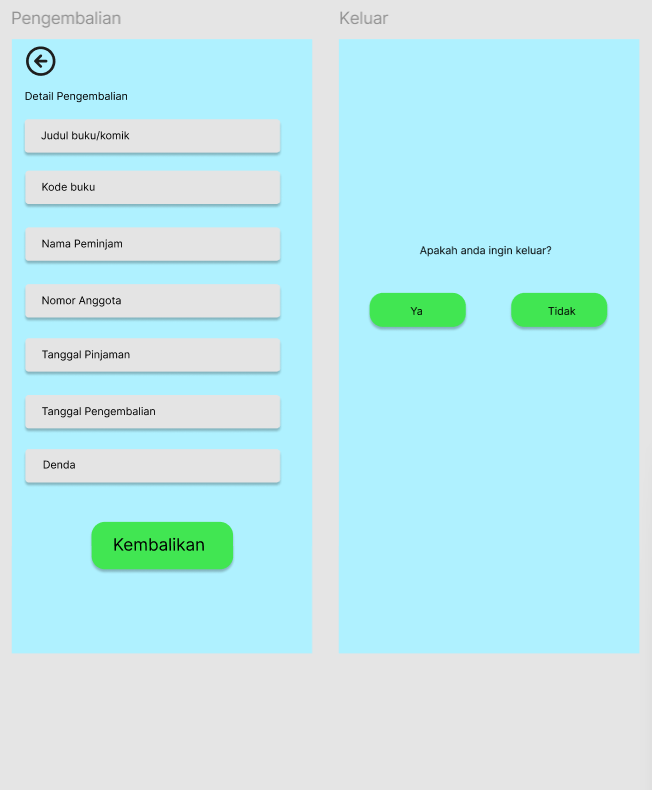 Pengembalian
Detail Pengembalian
Judul buku/komik
Kode buku
Nama Peminjam
Nomor Anggota
Tanggal Pinjaman
Tanggal Pengembalian
Denda
Kembalikan
Keluar
Apakah anda ingin keluar?
Ya
Tidak